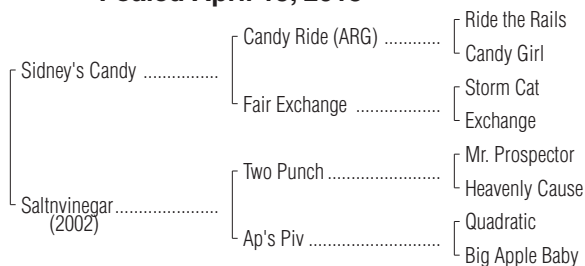 Foaled April 18, 2013
Ride the Rails
Candy Ride (ARG) ............
Candy Girl
Sidney's Candy ................
Storm Cat
Fair Exchange ..................
Exchange
Mr. Prospector
Two Punch ........................
Heavenly Cause
Saltnvinegar ......................
(2002)
Quadratic
Ap's Piv ............................
Big Apple Baby